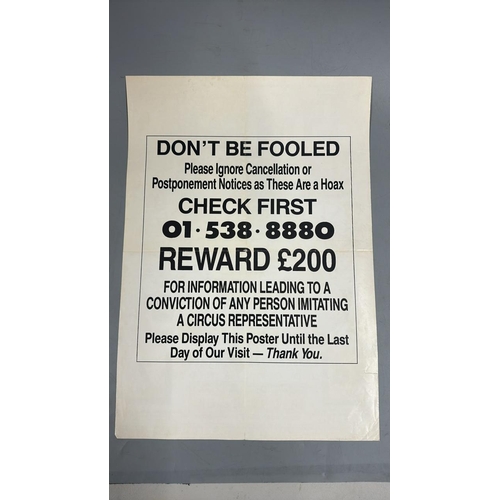 DON'T BE FOOLED
Please Ignore Cancellation or
Postponement Notices as These Are a Hoax
CHECK FIRST
01·538·8880
REWARD £200
FOR INFORMATION LEADING TO A
CONVICTION OF ANY PERSON IMITATING
A CIRCUS REPRESENTATIVE
Please Display This Poster Until the Last
Day of Our Visit — Thank You.